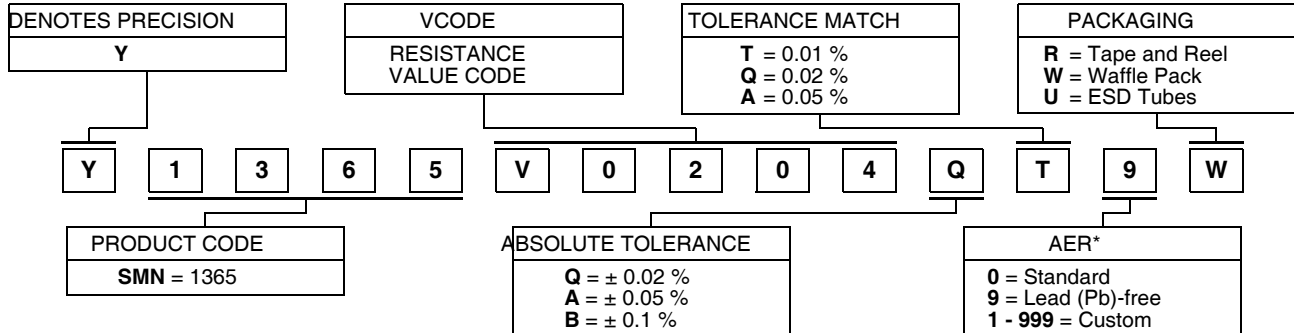 DENOTES PRECISION
Y
VCODE
RESISTANCE
VALUE CODE
TOLERANCE MATCH
T = 0.01 %
Q = 0.02 %
A = 0.05 %
PACKAGING
R = Tape and Reel
W = Waffle Pack
U = ESD Tubes
Y 1 3 6 5 V 0 2 0 4 Q T 9 W
PRODUCT CODE
SMN = 1365
ABSOLUTE TOLERANCE
Q = ± 0.02 %
A = ± 0.05 %
B = ± 0.1 %
AER*
0 = Standard
9 = Lead (Pb)-free
1 - 999 = Custom